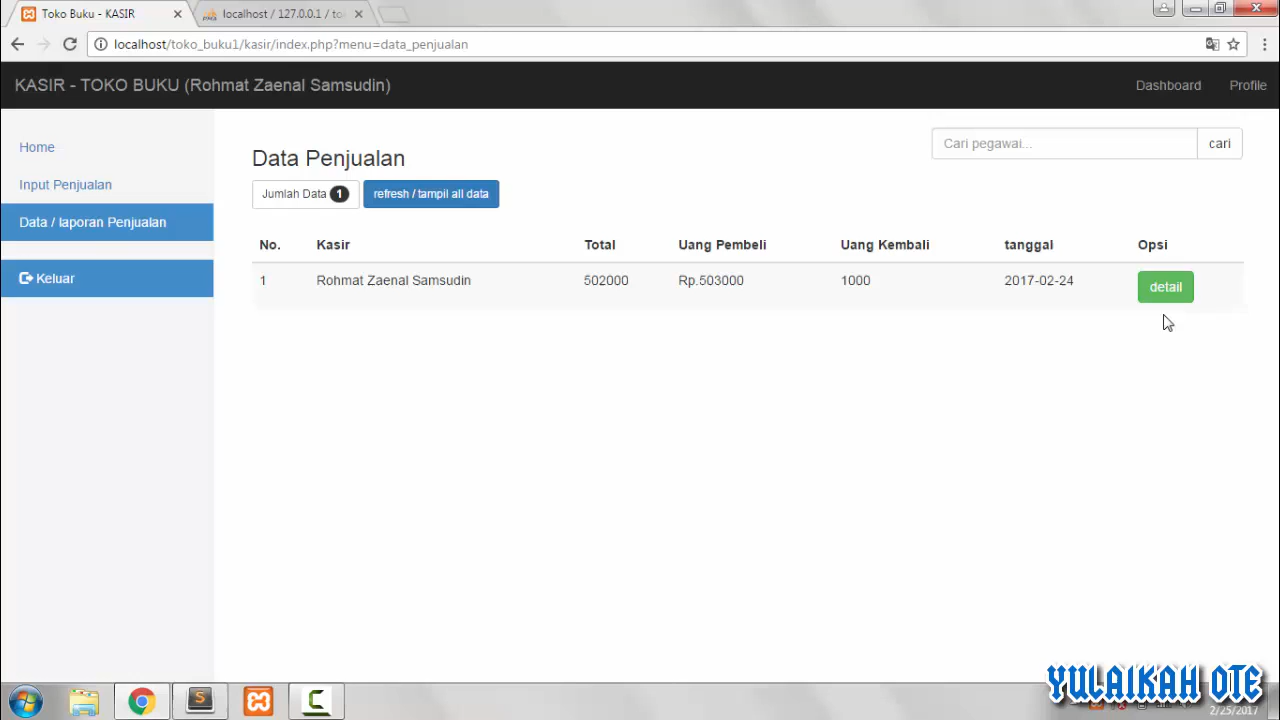 Toko Buku - KASIR
localhost / 127.0.0.1 / to
localhost/toko_buku1/kasir/index.php?menu=data_penjualan
KASIR - TOKO BUKU (Rohmat Zaenal Samsudin)
Dashboard
Profile
Home
Input Penjualan
Data / laporan Penjualan
Keluar
Cari pegawai...
cari
Data Penjualan
Jumlah Data 1
refresh / tampil all data
No. Kasir Total Uang Pembeli Uang Kembali tanggal Opsi
1 Rohmat Zaenal Samsudin 502000 Rp.503000 1000 2017-02-24 detail
YULAIKAH OTE
2/25/2017